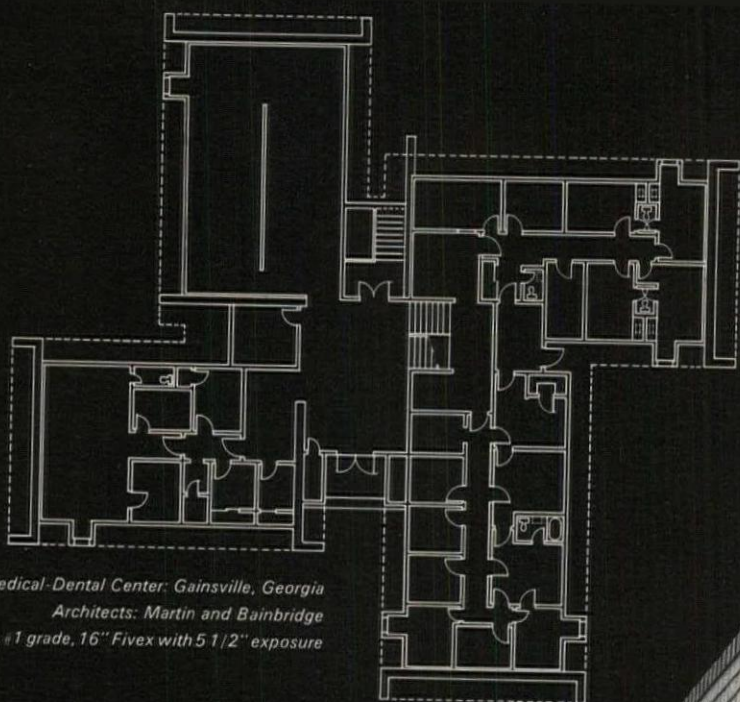 edical-Dental Center: Gainsville, Georgia
Architects: Martin and Bainbridge
#1 grade, 16" Fivex with 5 1/2" exposure